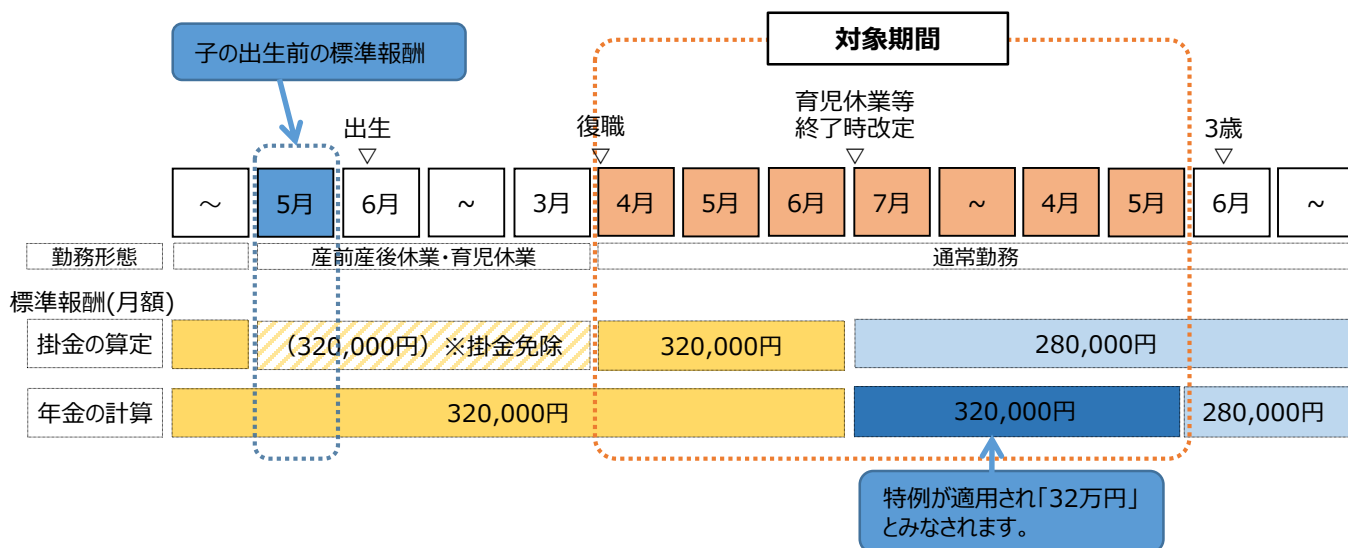 子の出生前の標準報酬
対象期間
出生
復職
育児休業等
終了時改定
3歳
～ 5月 6月 ~ 3月 4月 5月 6月 7月 ~ 4月 5月 6月 ~
勤務形態 産前産後休業・育児休業 通常勤務
標準報酬(月額)
掛金の算定 （320,000円）※掛金免除 320,000円 280,000円
年金の計算 320,000円 320,000円 280,000円
特例が適用され「32万円」
とみなされます。